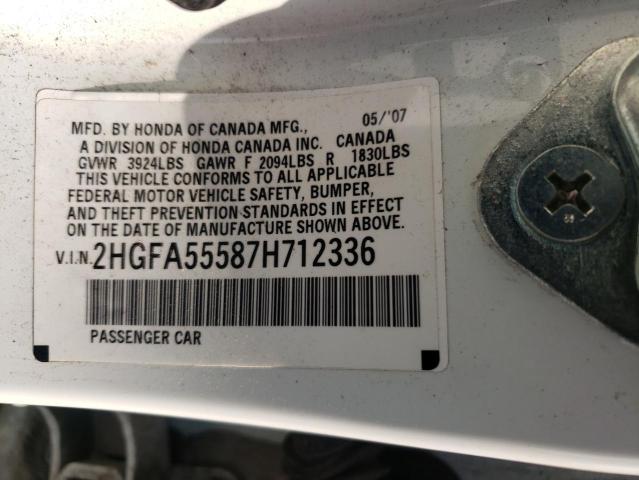 MFD. BY HONDA OF CANADA MFG., 05/'07
A DIVISION OF HONDA CANADA INC. CANADA
GVWR 3924LBS GAWR F 2094LBS R 1830LBS
THIS VEHICLE CONFORMS TO ALL APPLICABLE
FEDERAL MOTOR VEHICLE SAFETY, BUMPER,
AND THEFT PREVENTION STANDARDS IN EFFECT
ON THE DATE OF MANUFACTURE SHOWN ABOVE.
V.I.N. 2HGFA55587H712336
PASSENGER CAR